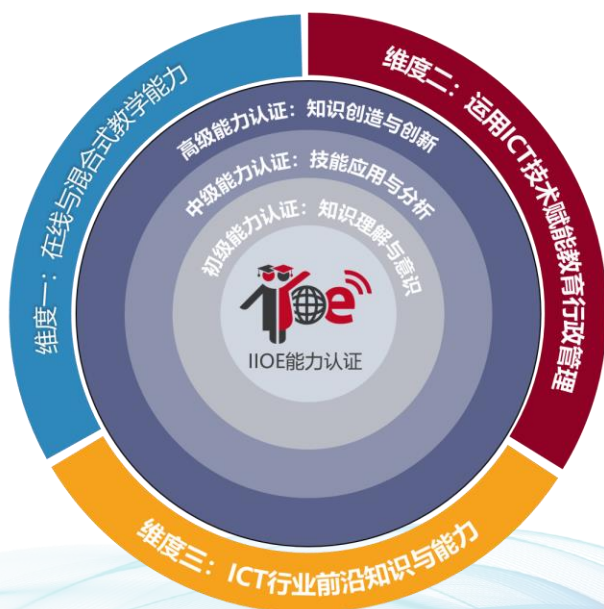 维度一：在线与混合式教学能力
维度二：运用ICT技术赋能教育行政管理
高级能力认证：知识创造与创新
中级能力认证：技能应用与分析
初级能力认证：知识理解与意识
IIOE能力认证
维度三：ICT行业前沿知识与能力